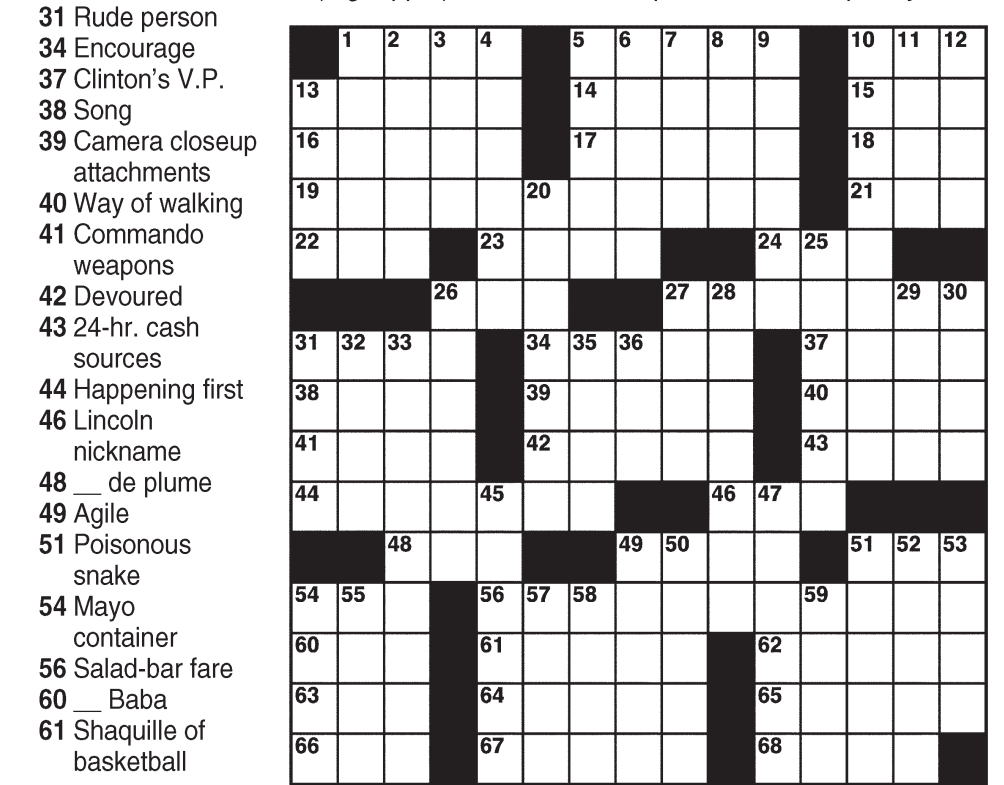 31 Rude person
34 Encourage
37 Clinton's V.P.
38 Song
39 Camera closeup
attachments
40 Way of walking
41 Commando
weapons
42 Devoured
43 24-hr. cash
sources
44 Happening first
46 Lincoln
nickname
48 __ de plume
49 Agile
51 Poisonous
snake
54 Mayo
container
56 Salad-bar fare
60 __ Baba
61 Shaquille of
basketball
1 2 3 4 5 6 7 8 9 10 11 12
13 14 15
16 17 18
19 20 21
22 23 24 25
26 27 28 29 30
31 32 33 34 35 36 37
38 39 40
41 42 43
44 45 46 47
48 49 50 51 52 53
54 55 56 57 58 59
60 61 62
63 64 65
66 67 68